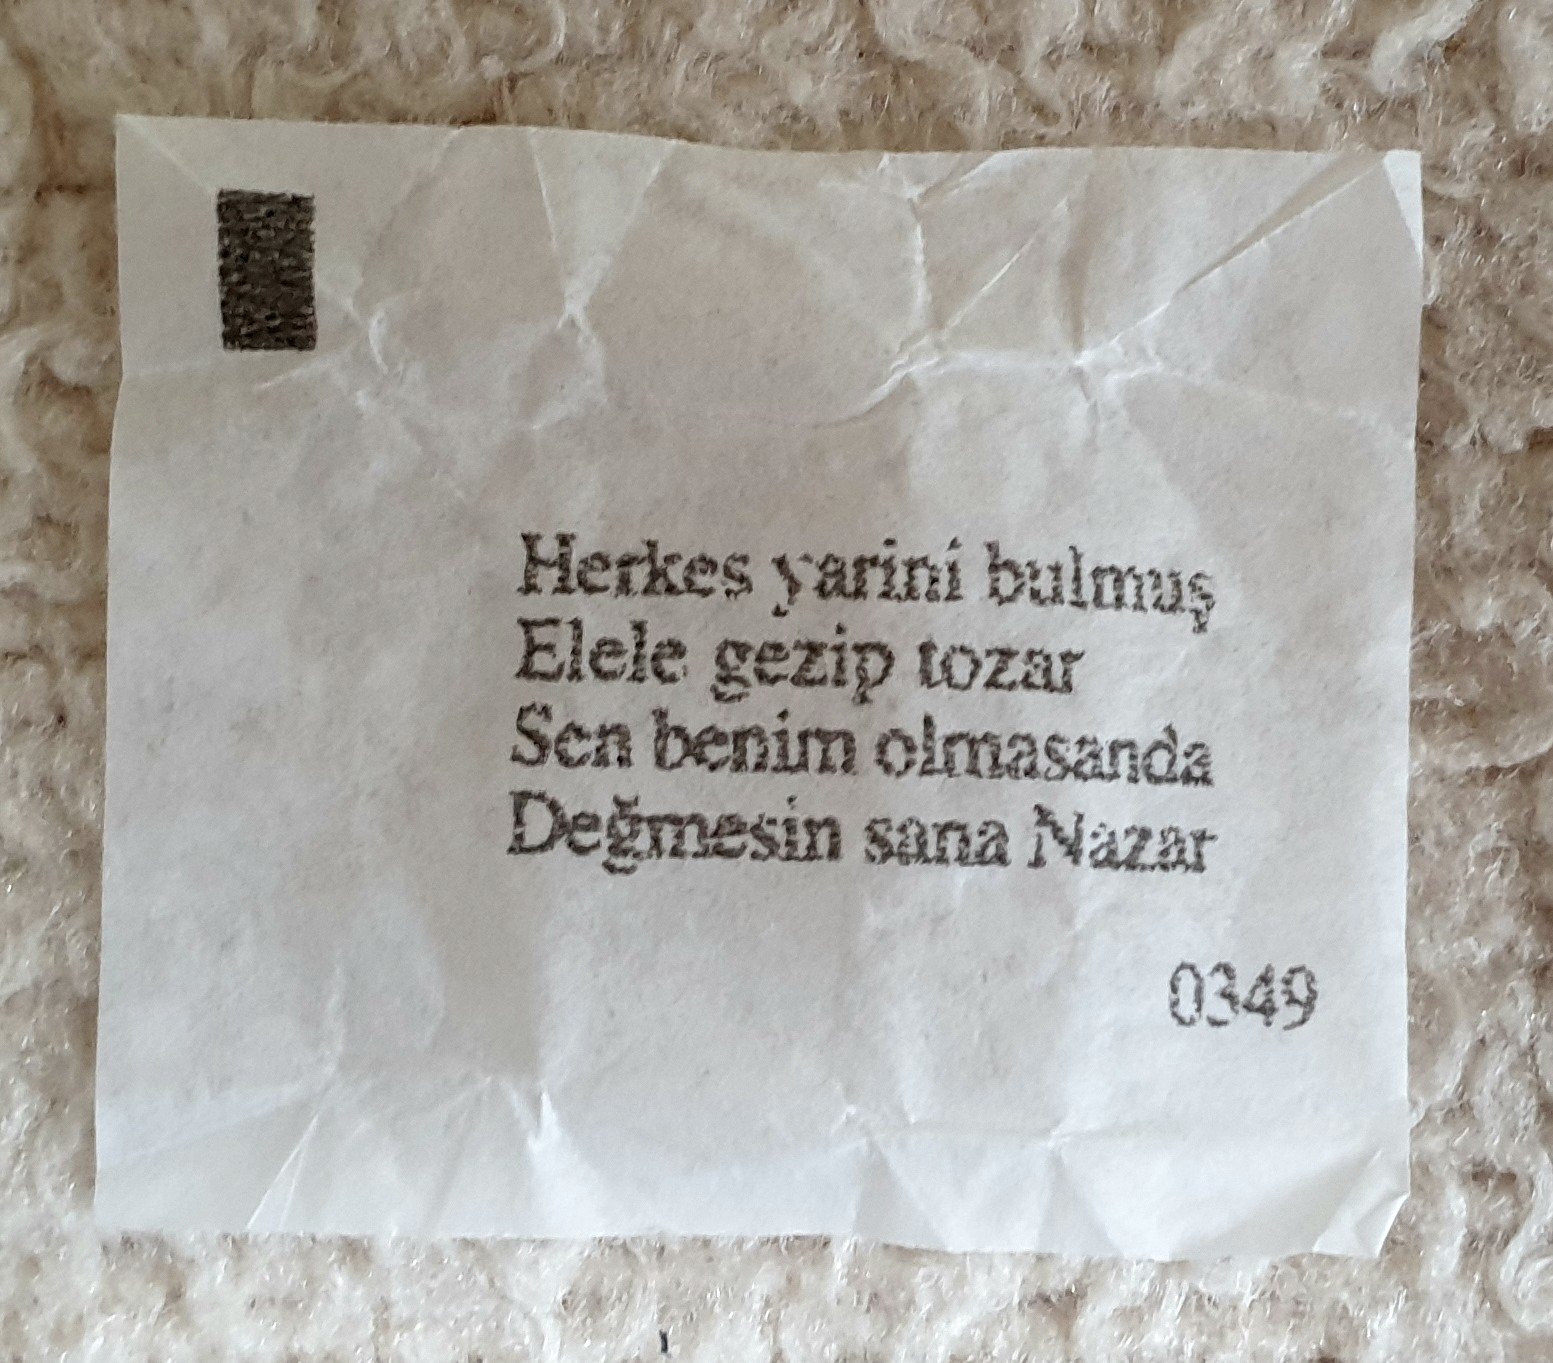 Herkes yarini bulmuş
Elele gezip tozar
Sen benim olmasanda
Değmesin sana Nazar
0349